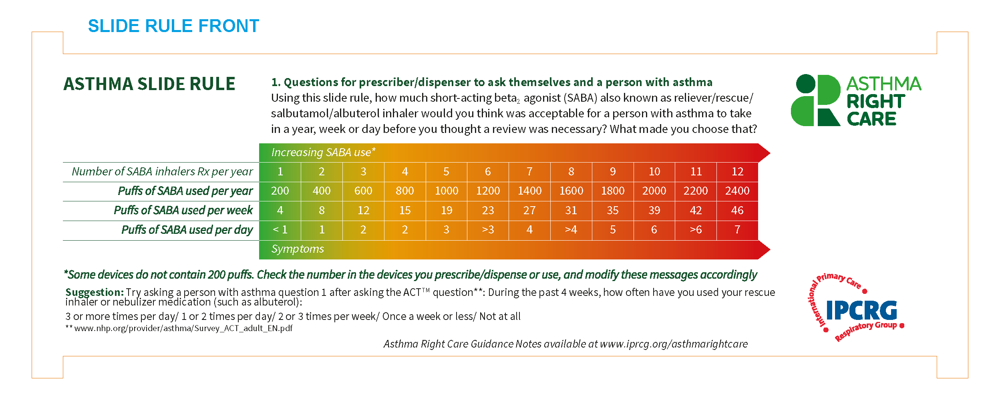 SLIDE RULE FRONT
ASTHMA SLIDE RULE
1. Questions for prescriber/dispenser to ask themselves and a person with asthma
Using this slide rule, how much short-acting beta₂ agonist (SABA) also known as reliever/rescue/
salbutamol/albuterol inhaler would you think was acceptable for a person with asthma to take
in a year, week or day before you thought a review was necessary? What made you choose that?
ASTHMA
RIGHT
CARE
Increasing SABA use*
Number of SABA inhalers Rx per year 1 2 3 4 5 6 7 8 9 10 11 12
Puffs of SABA used per year 200 400 600 800 1000 1200 1400 1600 1800 2000 2200 2400
Puffs of SABA used per week 4 8 12 15 19 23 27 31 35 39 42 46
Puffs of SABA used per day < 1 1 2 2 3 >3 4 >4 5 6 >6 7
Symptoms
*Some devices do not contain 200 puffs. Check the number in the devices you prescribe/dispense or use, and modify these messages accordingly
Suggestion: Try asking a person with asthma question 1 after asking the ACT™ question**: During the past 4 weeks, how often have you used your rescue
inhaler or nebulizer medication (such as albuterol):
3 or more times per day/ 1 or 2 times per day/ 2 or 3 times per week/ Once a week or less/ Not at all
** www.nhp.org/provider/asthma/Survey_ACT_adult_EN.pdf
Asthma Right Care Guidance Notes available at www.iprcg.org/asthmarightcare
International Primary Care
IPCRG
Respiratory Group